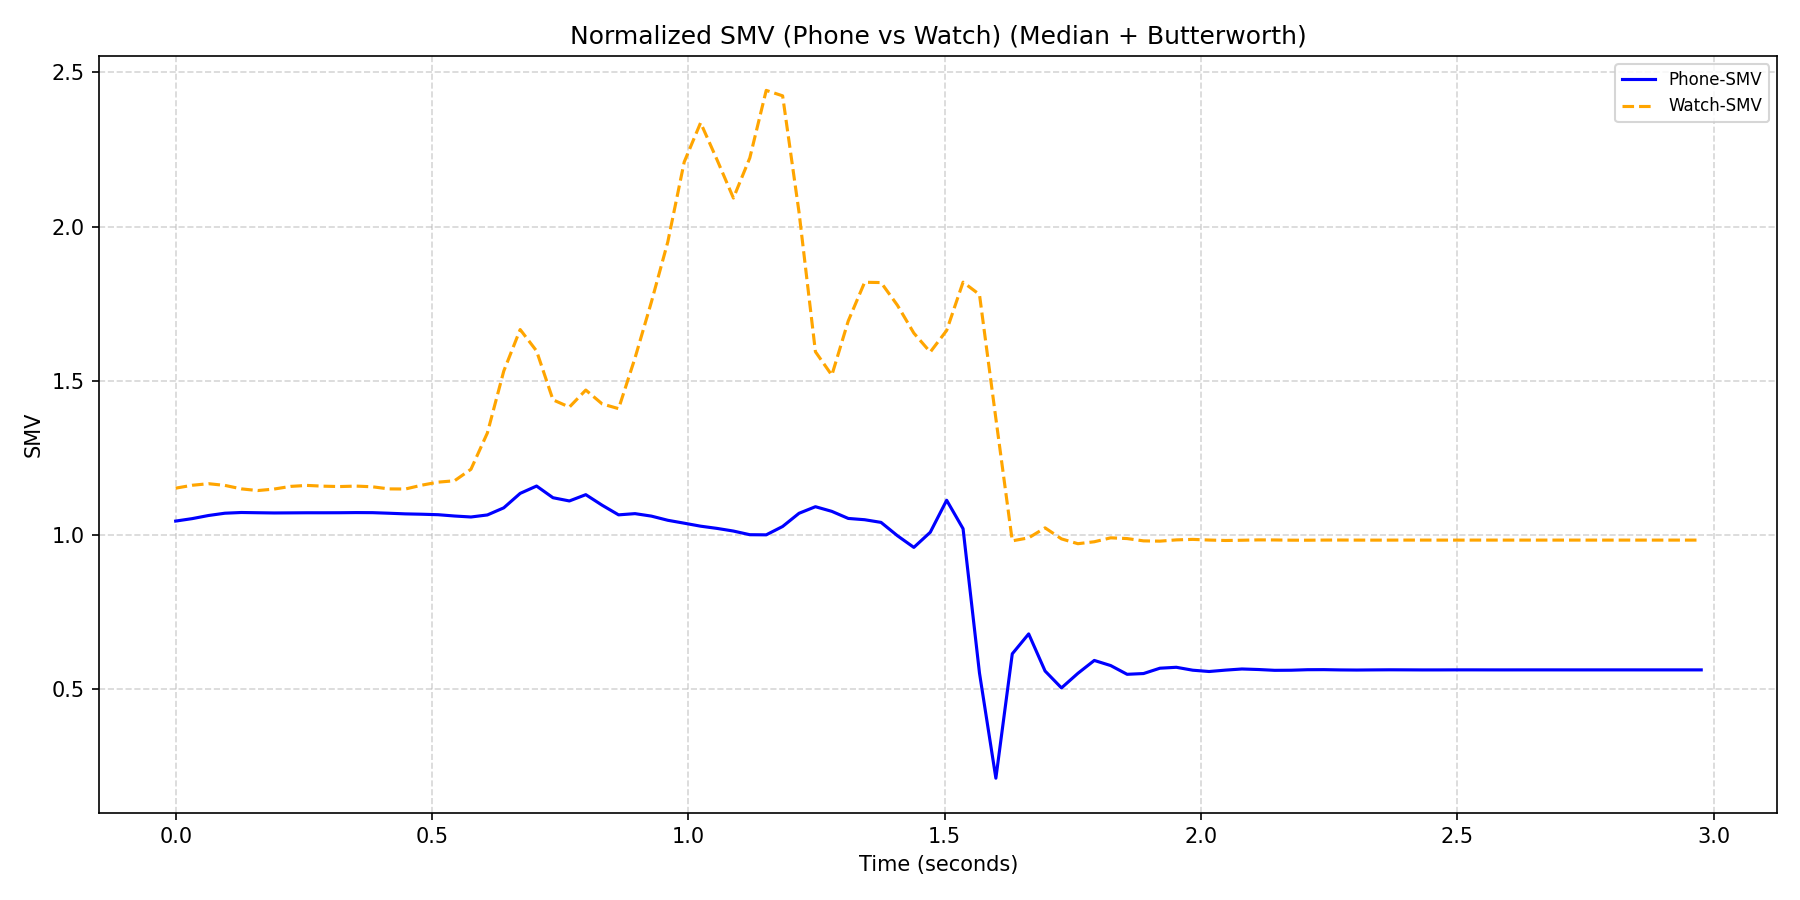 Normalized SMV (Phone vs Watch) (Median + Butterworth)
Phone-SMV
Watch-SMV
SMV
2.5
2.0
1.5
1.0
0.5
0.0 0.5 1.0 1.5 2.0 2.5 3.0
Time (seconds)